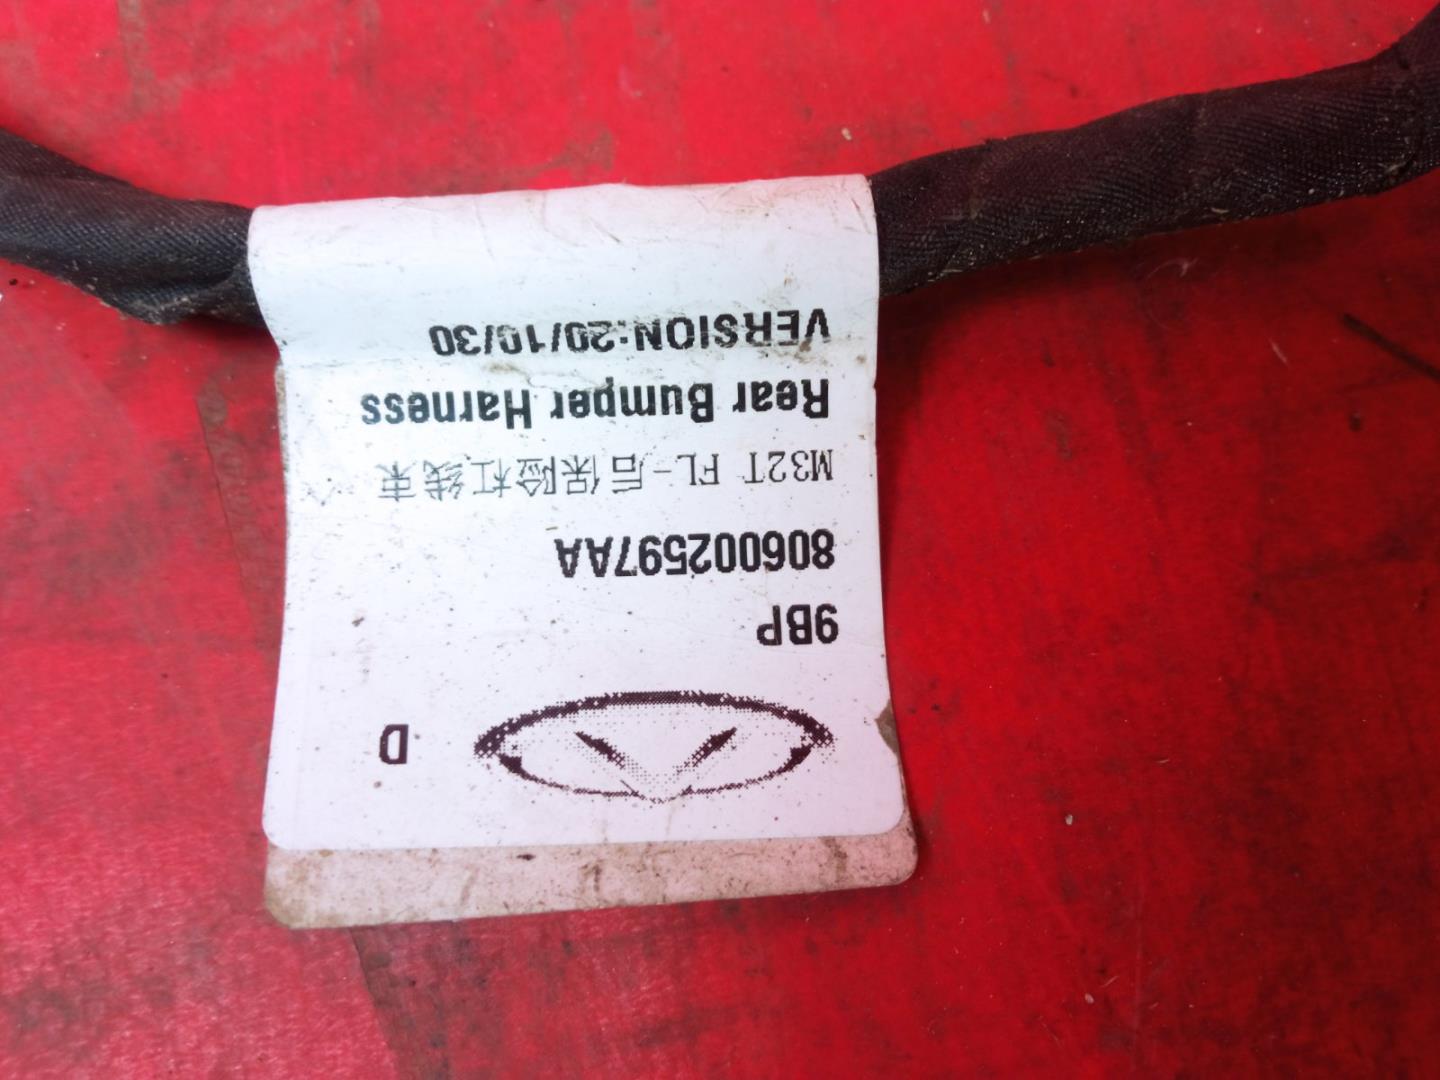 D
9BP
806002597AA
M32T FL-后保险杠线束
Rear Bumper Harness
VERSION:20/10/30